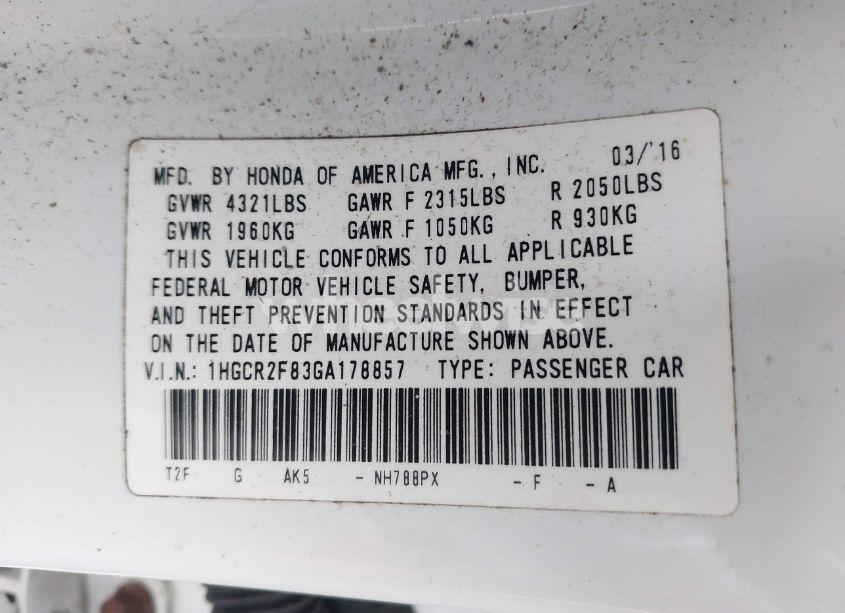 MFD. BY HONDA OF AMERICA MFG., INC. 03/'16
GVWR 4321LBS GAWR F 2315LBS R 2050LBS
GVWR 1960KG GAWR F 1050KG R 930KG
THIS VEHICLE CONFORMS TO ALL APPLICABLE
FEDERAL MOTOR VEHICLE SAFETY, BUMPER,
AND THEFT PREVENTION STANDARDS IN EFFECT
ON THE DATE OF MANUFACTURE SHOWN ABOVE.
V.I.N.: 1HGCR2F83GA178857 TYPE: PASSENGER CAR
T2F G AK5 - NH788PX - F - A